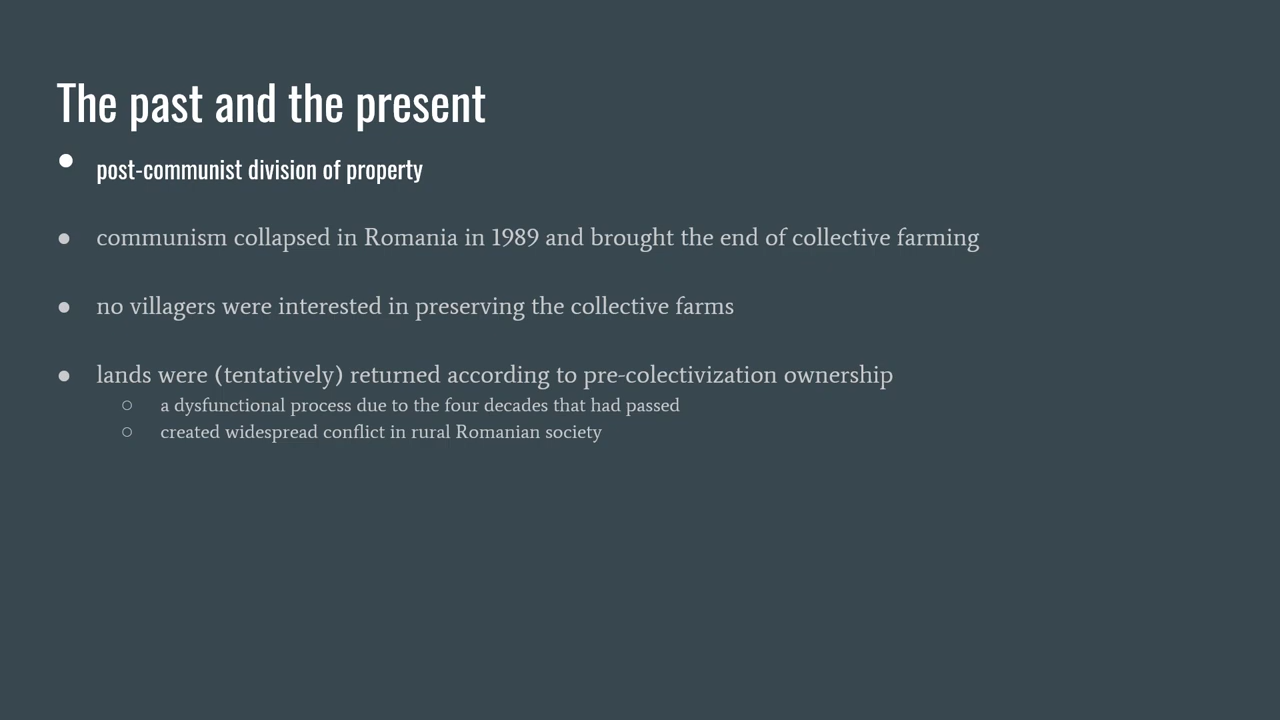 The past and the present
● post-communist division of property
● communism collapsed in Romania in 1989 and brought the end of collective farming
● no villagers were interested in preserving the collective farms
● lands were (tentatively) returned according to pre-colectivization ownership
○ a dysfunctional process due to the four decades that had passed
○ created widespread conflict in rural Romanian society